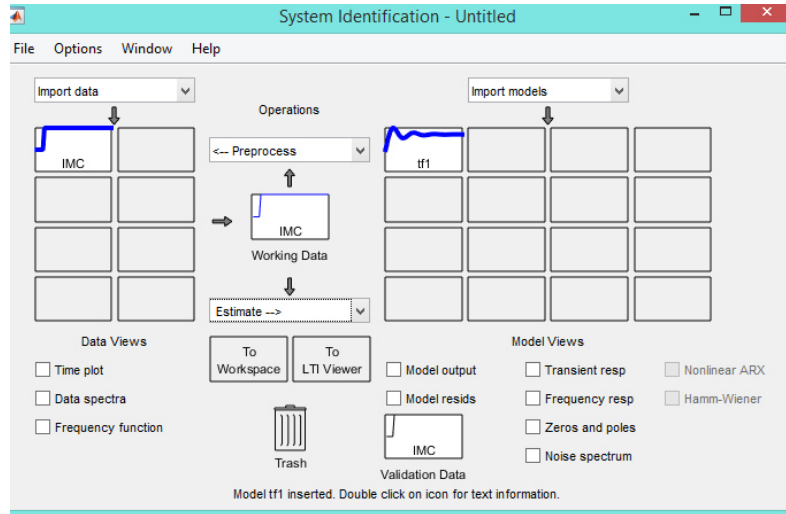 System Identification - Untitled
File Options Window Help
Import data
Import models
Operations
IMC
<-- Preprocess
tf1
IMC
Working Data
Estimate -->
Data Views
Model Views
To Workspace
To LTI Viewer
Time plot
Model output
Transient resp
Nonlinear ARX
Data spectra
Model resids
Frequency resp
Hamm-Wiener
Frequency function
Zeros and poles
IMC
Trash
Noise spectrum
Validation Data
Model tf1 inserted. Double click on icon for text information.